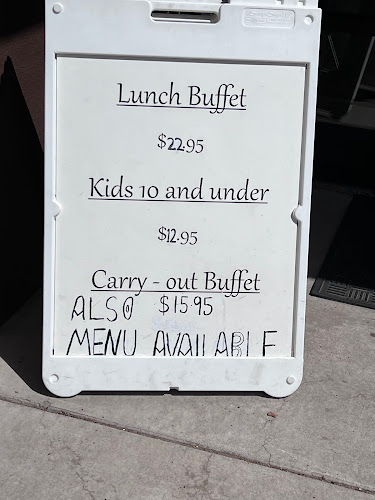 Lunch Buffet
$22.95
Kids 10 and under
$12.95
Carry - out Buffet
ALSO $15.95
MENU AVAILABLE